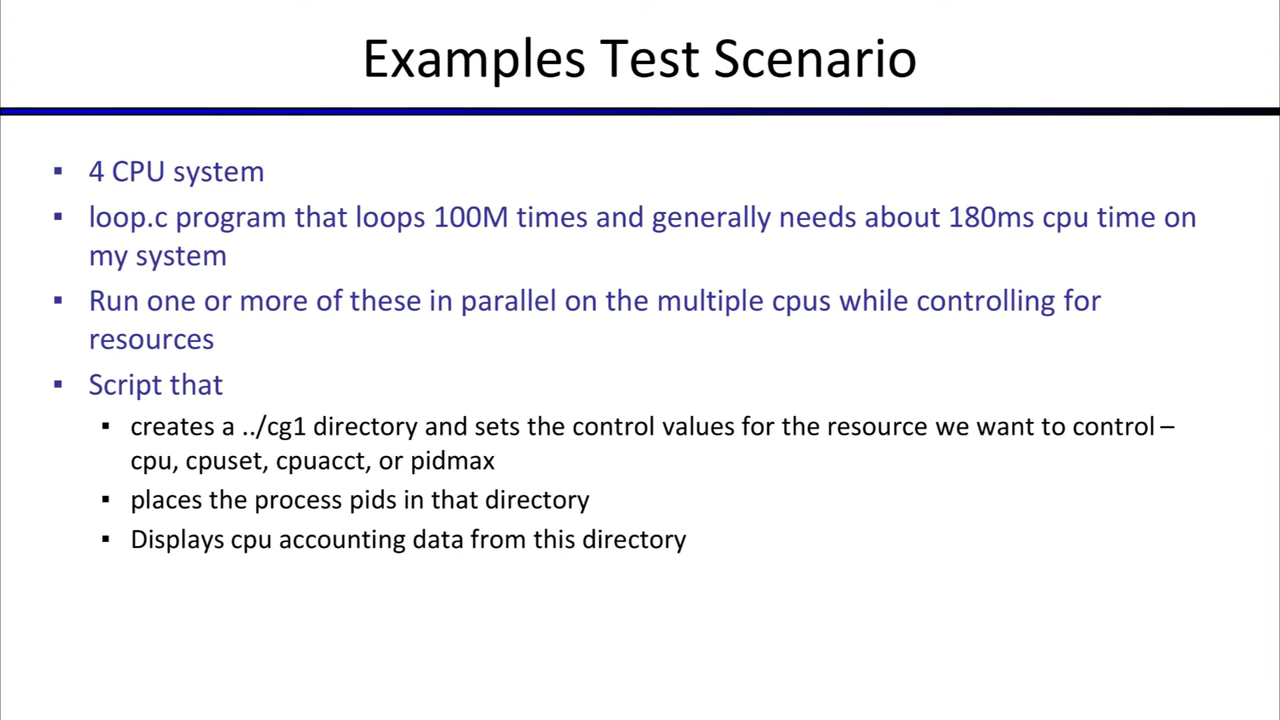 Examples Test Scenario
▪ 4 CPU system
▪ loop.c program that loops 100M times and generally needs about 180ms cpu time on
my system
▪ Run one or more of these in parallel on the multiple cpus while controlling for
resources
▪ Script that
▪ creates a ../cg1 directory and sets the control values for the resource we want to control –
cpu, cpuset, cpuacct, or pidmax
▪ places the process pids in that directory
▪ Displays cpu accounting data from this directory